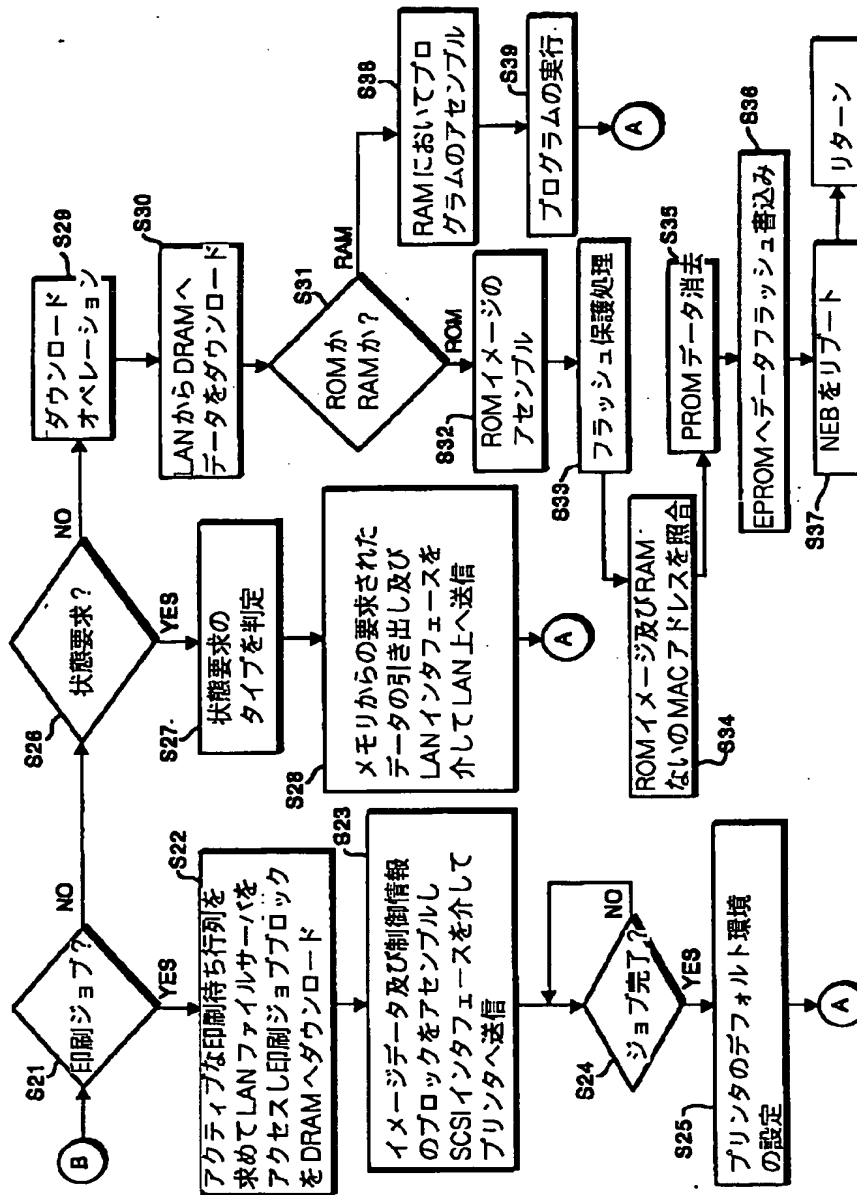 B
S21
印刷ジョブ?
NO
YES
S22
アクティブな印刷待ち行列を
求めてLANファイルサーバを
アクセスし印刷ジョブブロック
をDRAMへダウンロード
S23
イメージデータ及び制御情報
のブロックをアセンブルし
SCSIインタフェースを介して
プリンタへ送信
S24
ジョブ完了?
NO
YES
S25
プリンタのデフォルト環境
の設定
A
S26
状態要求?
NO
YES
S27
状態要求の
タイプを判定
S28
メモリからの要求された
データの引き出し及び
LANインタフェースを
介してLAN上へ送信
A
S29
ダウンロード
オペレーション
S30
LANからDRAMへ
データをダウンロード
S31
ROMか
RAMか?
RAM
ROM
S32
ROMイメージの
アセンブル
S33
フラッシュ保護処理
S34
ROMイメージ及びRAM
ないのMACアドレスを照合
S35
PROMデータ消去
S36
EPROMへデータフラッシュ書込み
S37
NEBをリブート
リターン
S38
RAMにおいてプロ
グラムのアセンブル
S39
プログラムの実行
A